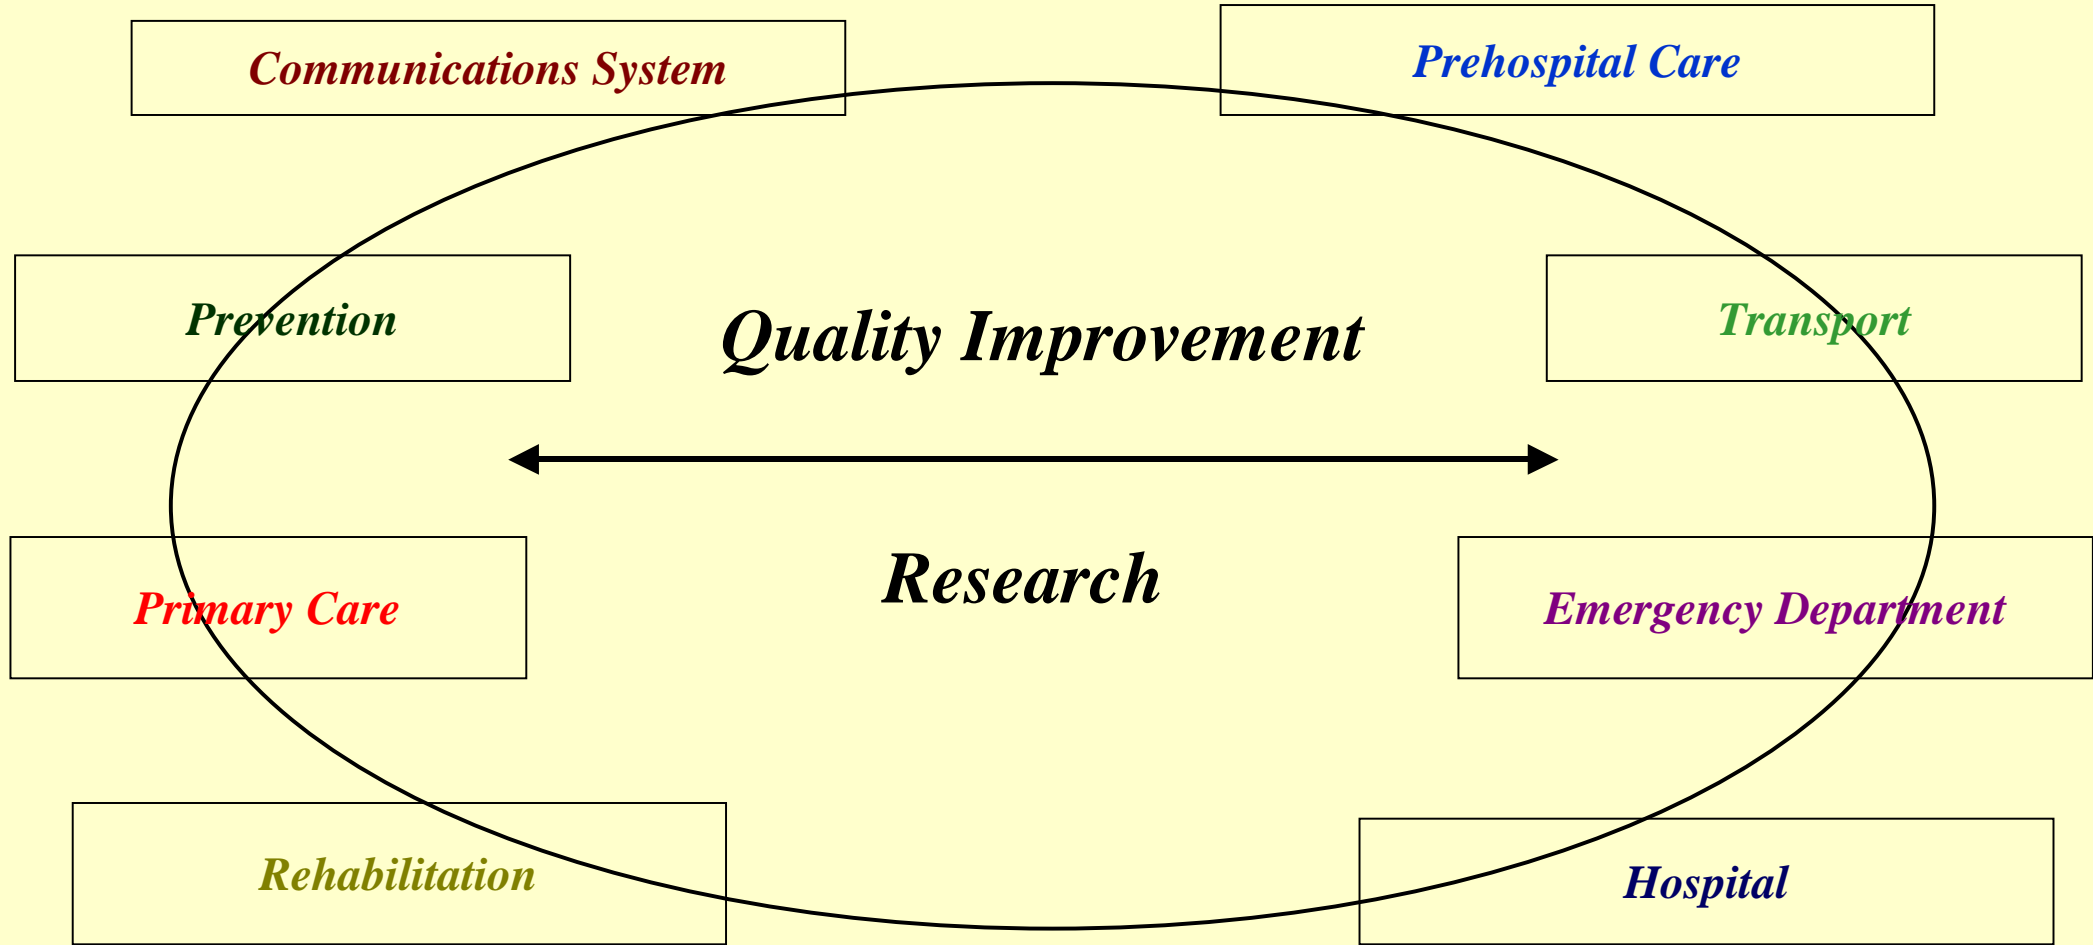 Communications System
Prehospital Care
Prevention
Quality Improvement
Transport
Research
Primary Care
Emergency Department
Rehabilitation
Hospital